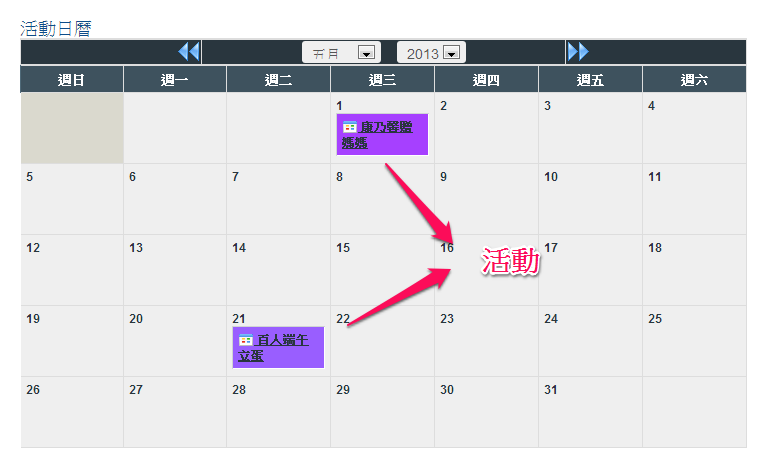 活動日曆
五月 2013
週日 週一 週二 週三 週四 週五 週六
1 2 3 4
康乃馨贈
媽媽
5 6 7 8 9 10 11
12 13 14 15 16 17 18
活動
19 20 21 22 23 24 25
百人端午
立蛋
26 27 28 29 30 31